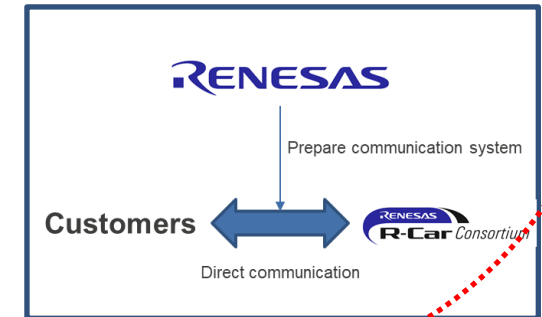 RENESAS
Prepare communication system
Customers
RENESAS
R-Car Consortium
Direct communication